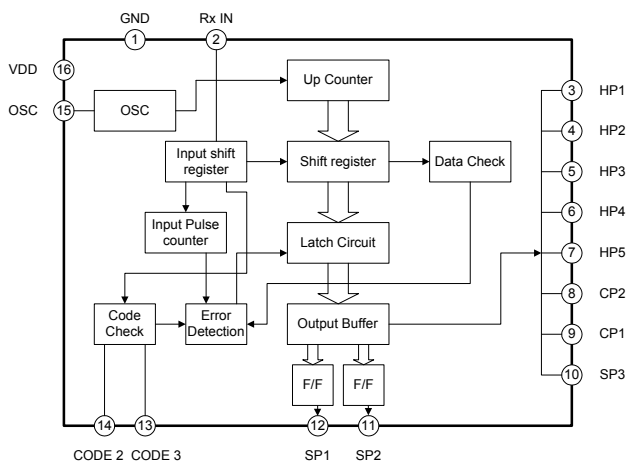 GND
Rx IN
1
2
VDD
16
OSC
15
OSC
Up Counter
3
HP1
4
HP2
Input shift
register
Shift register
Data Check
5
HP3
6
HP4
Input Pulse
counter
Latch Circuit
7
HP5
8
CP2
Code
Check
Error
Detection
Output Buffer
9
CP1
10
SP3
F/F
F/F
14
13
12
11
CODE 2
CODE 3
SP1
SP2